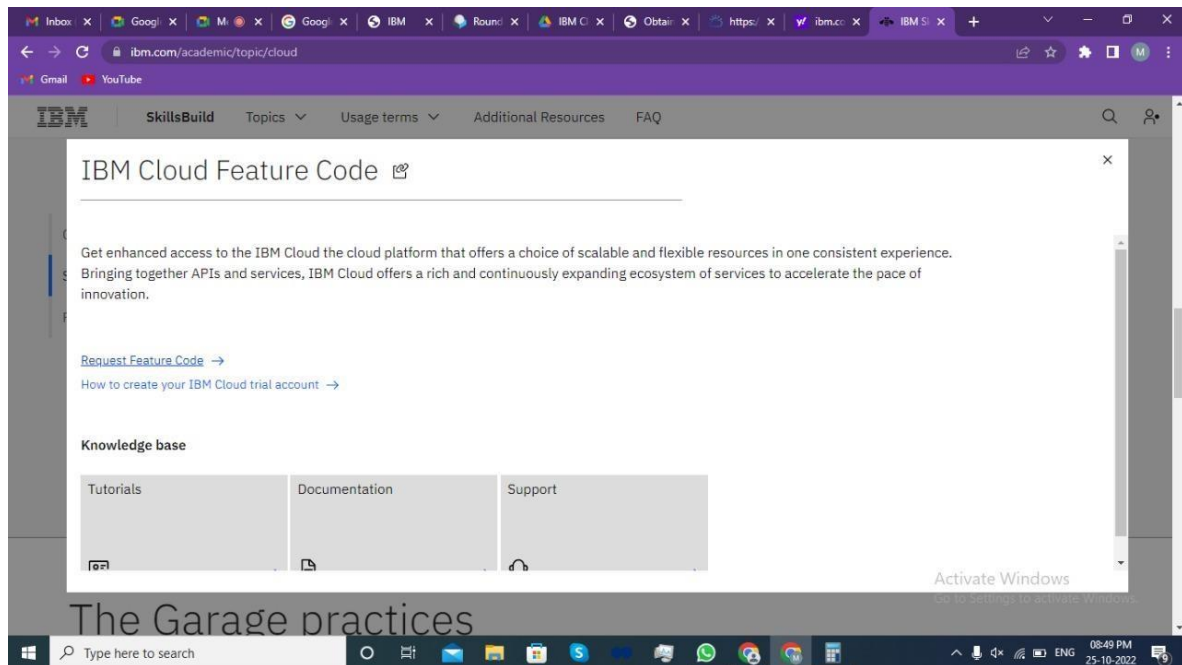 Inbox
Googl
M
Googl
IBM
Round
IBM C
Obtain
https:/
ibm.co
IBM S
ibm.com/academic/topic/cloud
M
Gmail
YouTube
IBM
SkillsBuild
Topics
Usage terms
Additional Resources
FAQ
IBM Cloud Feature Code
Get enhanced access to the IBM Cloud the cloud platform that offers a choice of scalable and flexible resources in one consistent experience.
Bringing together APIs and services, IBM Cloud offers a rich and continuously expanding ecosystem of services to accelerate the pace of
innovation.
Request Feature Code →
How to create your IBM Cloud trial account →
Knowledge base
Tutorials
Documentation
Support
Activate Windows
Go to Settings to activate Windows.
The Garage practices
Type here to search
ENG
08:49 PM
25-10-2022